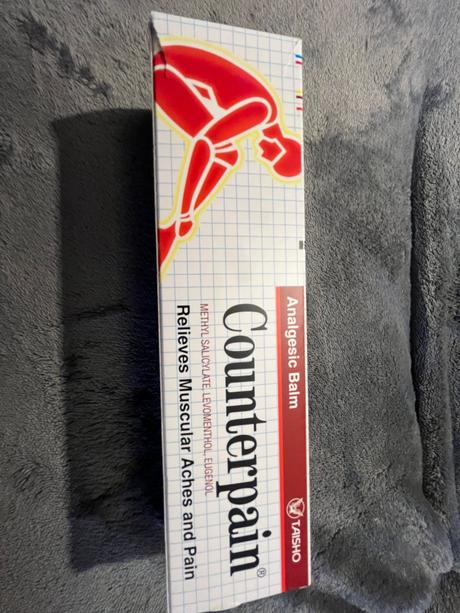 Analgesic Balm
TAISHO
Counterpain®
METHYL SALICYLATE, LEVOMENTHOL, EUGENOL
Relieves Muscular Aches and Pain